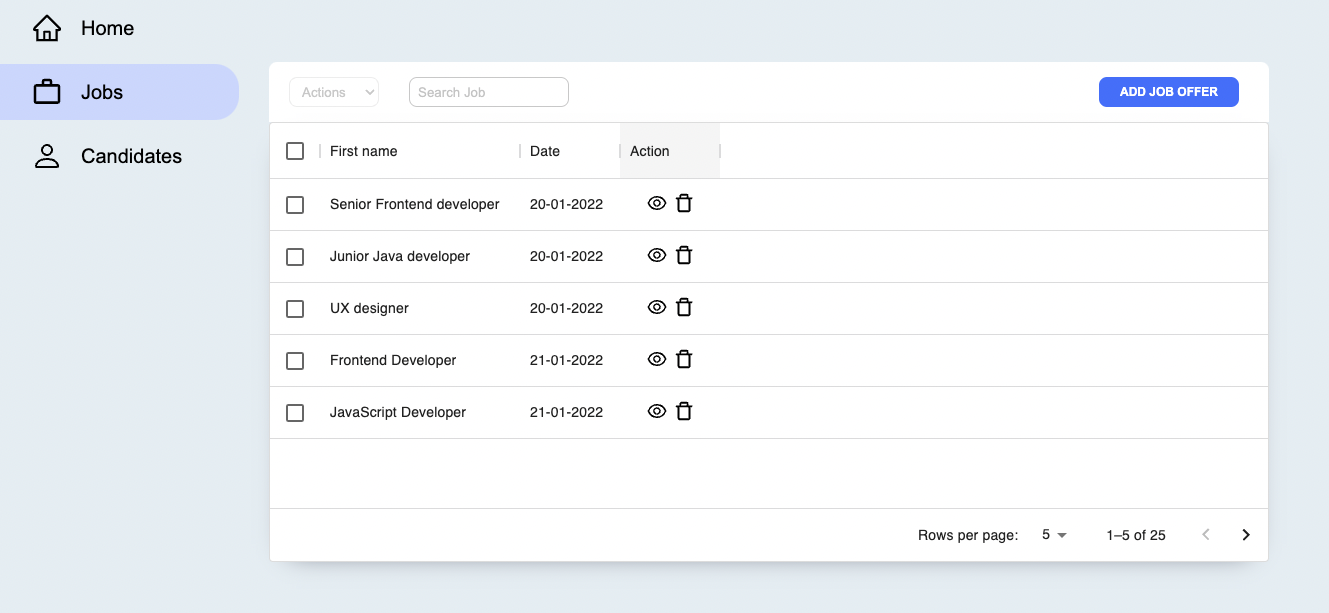 Home
Jobs
Candidates
Actions Search Job ADD JOB OFFER
First name Date Action
Senior Frontend developer 20-01-2022
Junior Java developer 20-01-2022
UX designer 20-01-2022
Frontend Developer 21-01-2022
JavaScript Developer 21-01-2022
Rows per page: 5 1–5 of 25